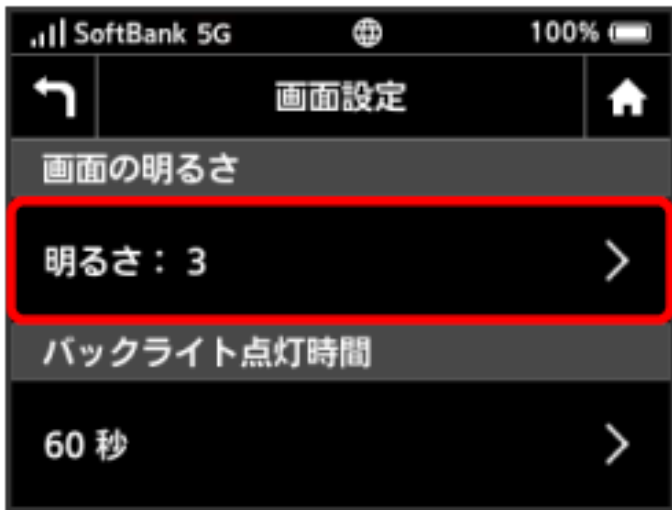 SoftBank 5G 100%
画面設定
画面の明るさ
明るさ： 3
バックライト点灯時間
60 秒